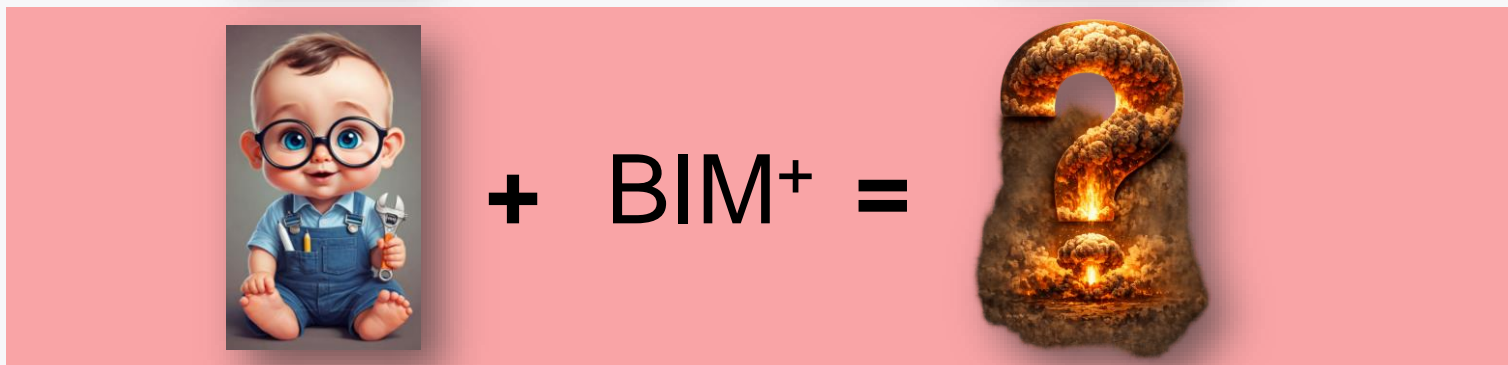 + BIM⁺ = ?